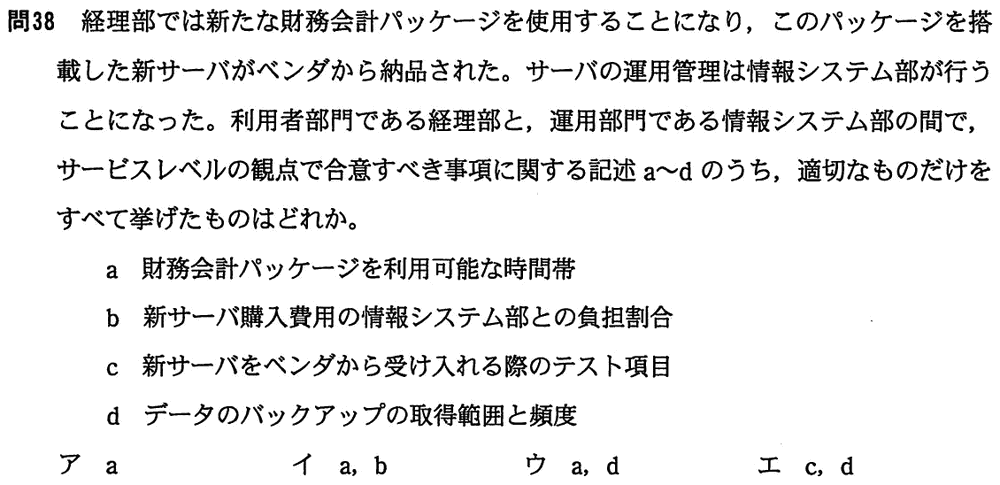 問38 経理部では新たな財務会計パッケージを使用することになり，このパッケージを搭
載した新サーバがベンダから納品された。サーバの運用管理は情報システム部が行う
ことになった。利用者部門である経理部と，運用部門である情報システム部の間で，
サービスレベルの観点で合意すべき事項に関する記述 a～d のうち，適切なものだけを
すべて挙げたものはどれか。
a 財務会計パッケージを利用可能な時間帯
b 新サーバ購入費用の情報システム部との負担割合
c 新サーバをベンダから受け入れる際のテスト項目
d データのバックアップの取得範囲と頻度
ア a イ a，b ウ a，d エ c，d